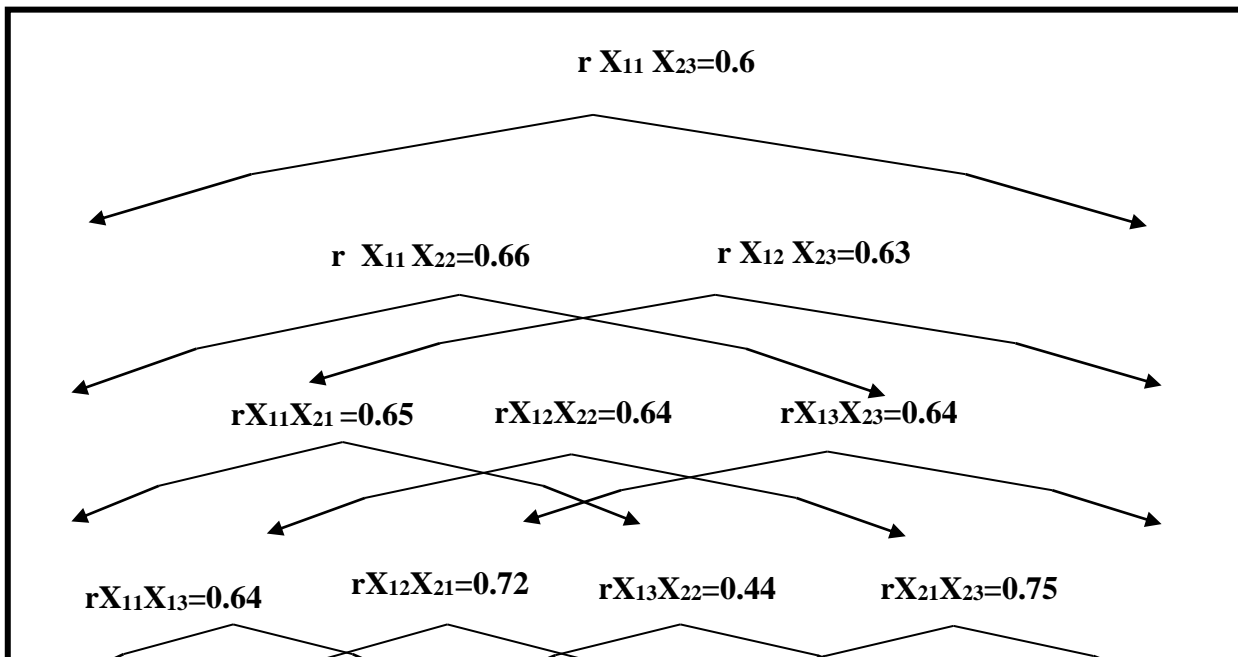 r X₁₁ X₂₃=0.6
r X₁₁ X₂₂=0.66 r X₁₂ X₂₃=0.63
rX₁₁X₂₁ =0.65 rX₁₂X₂₂=0.64 rX₁₃X₂₃=0.64
rX₁₁X₁₃=0.64 rX₁₂X₂₁=0.72 rX₁₃X₂₂=0.44 rX₂₁X₂₃=0.75